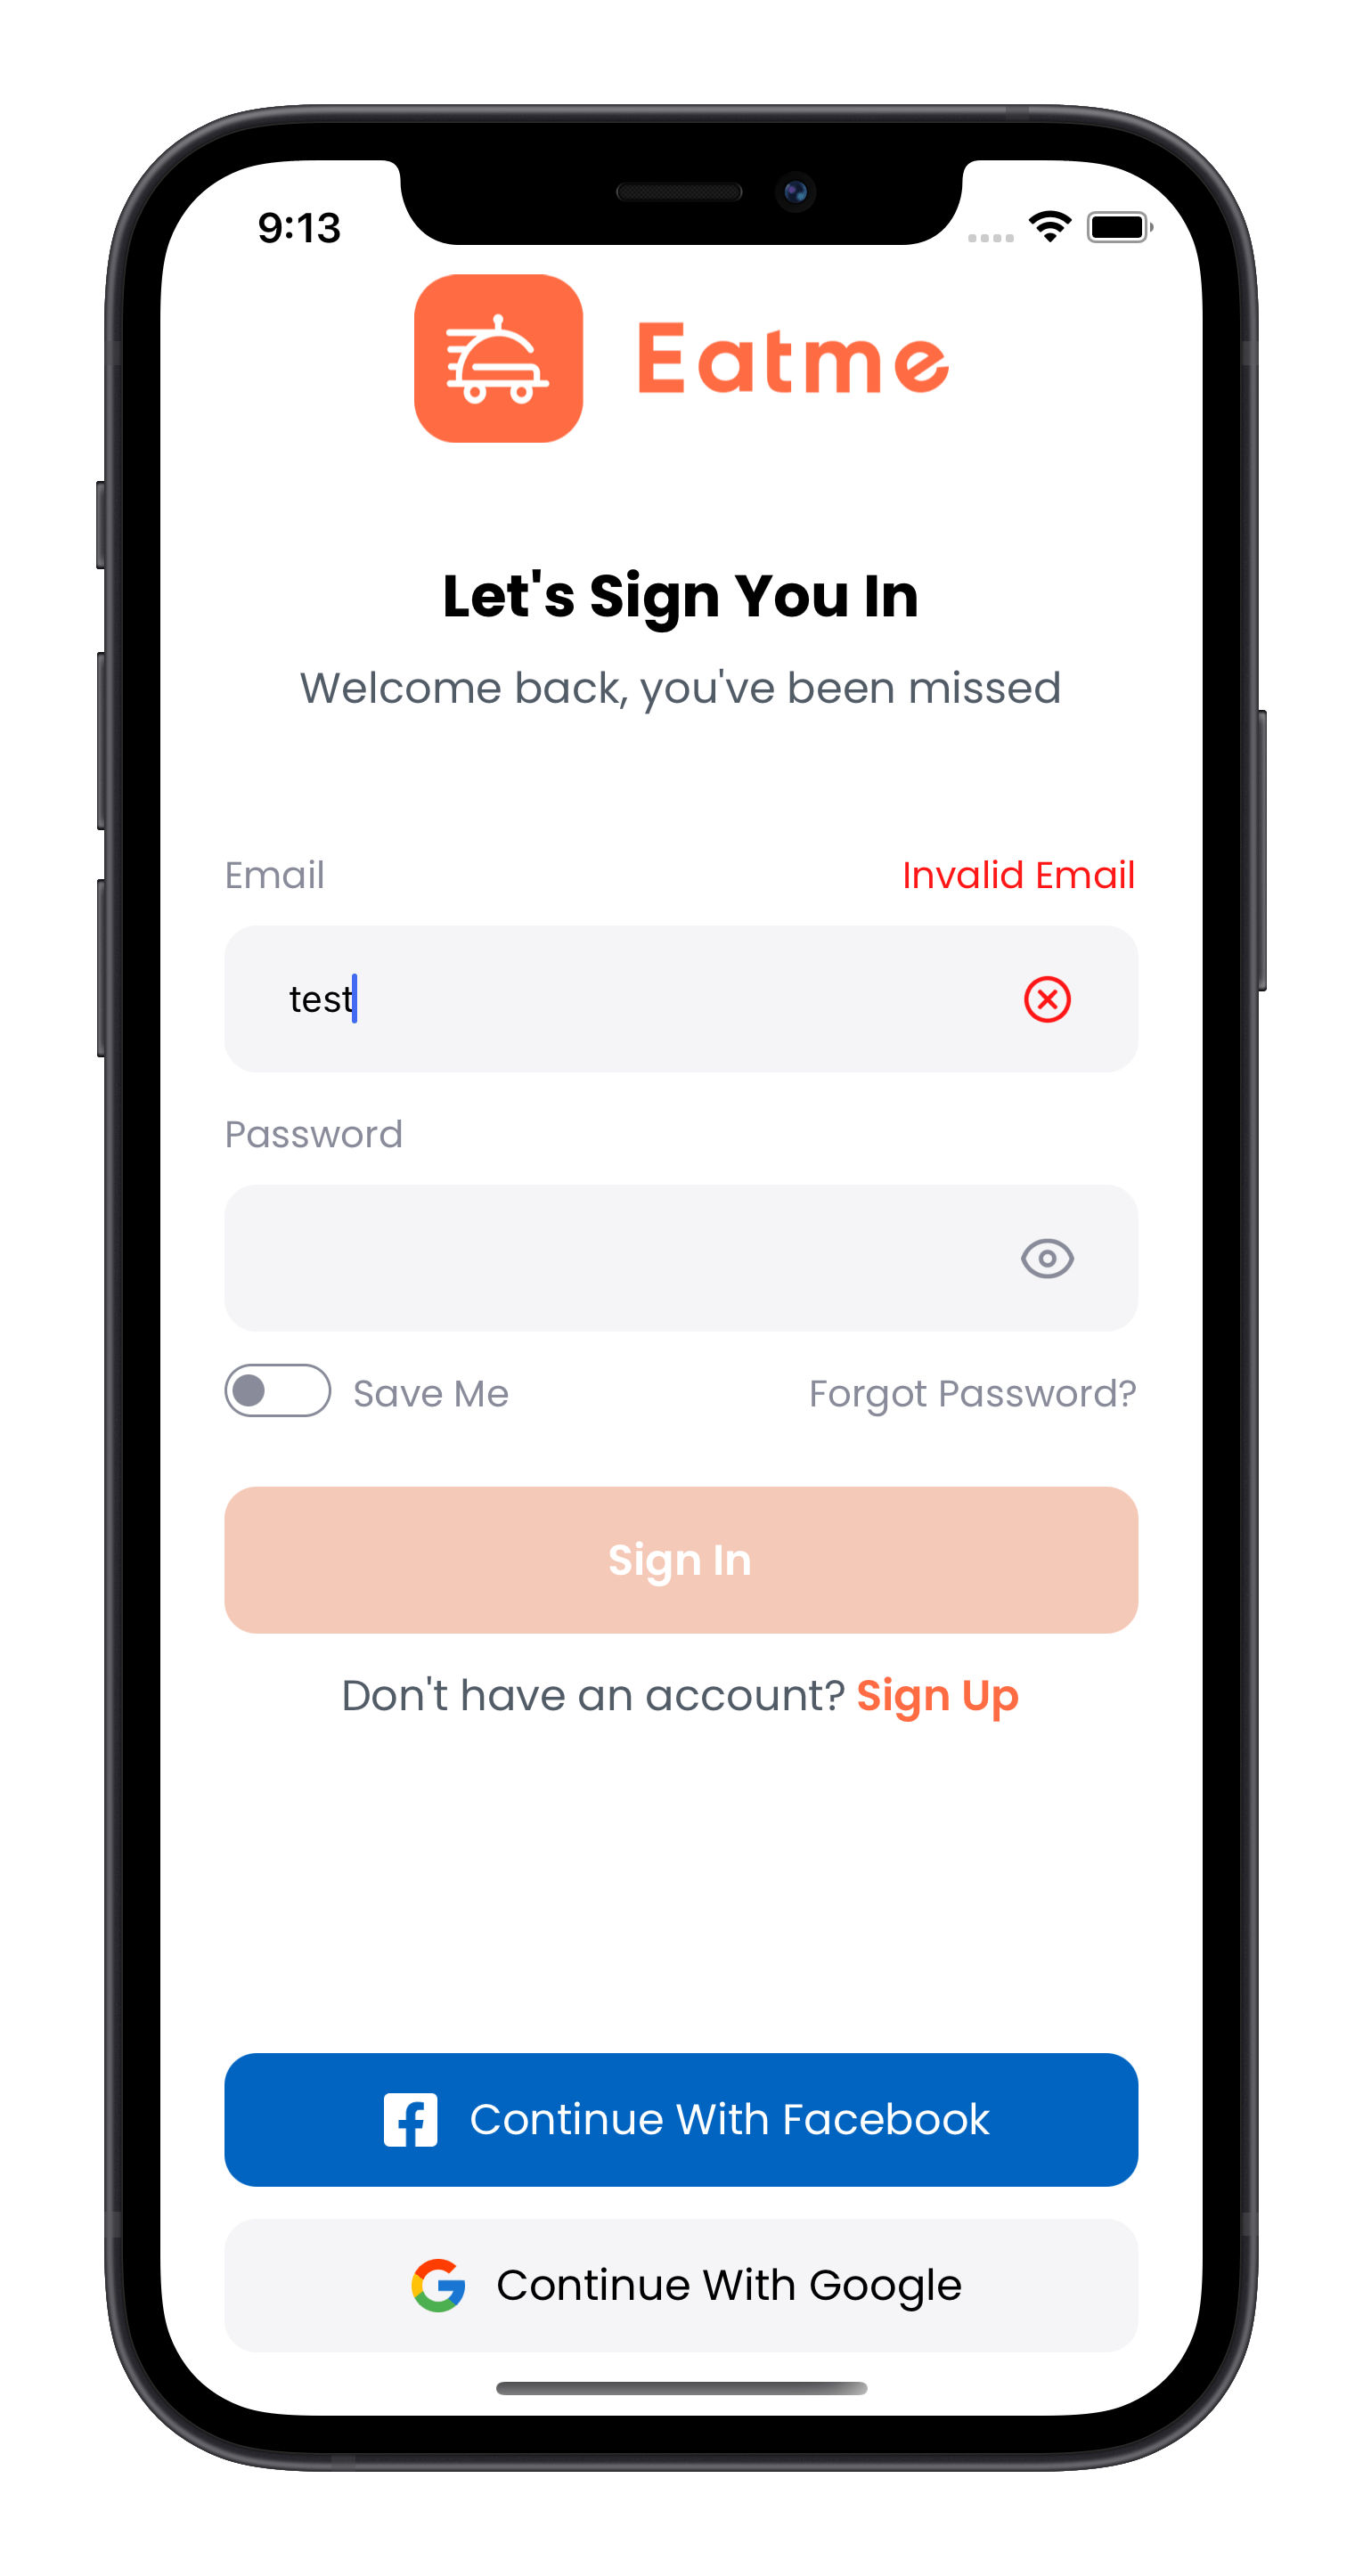 9:13
Eatme
Let's Sign You In
Welcome back, you've been missed
Email Invalid Email
test
Password
Save Me Forgot Password?
Sign In
Don't have an account? Sign Up
Continue With Facebook
Continue With Google